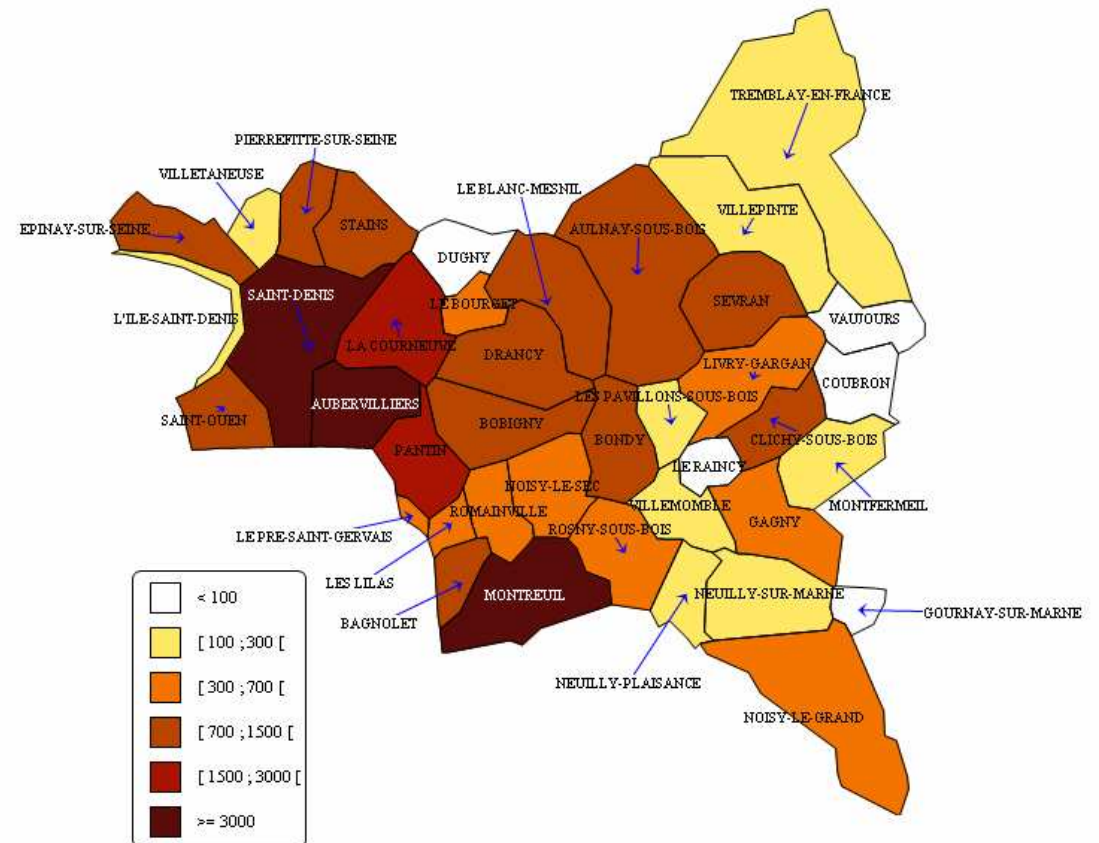 TREMBLAY-EN-FRANCE
PIERREFITTE-SUR-SEINE
VILLETANEUSE
LE BLANC-MESNIL
VILLEPINTE
EPINAY-SUR-SEINE
STAINS
AULNAY-SOUS-BOIS
DUGNY
SAINT-DENIS
LE BOURGET
SEVRAN
L'ILE-SAINT-DENIS
VAUJOURS
LA COURNEUVE
DRANCY
LIVRY-GARGAN
COUBRON
AUBERVILLIERS
LES PAVILLONS-SOUS-BOIS
SAINT-OUEN
BOBIGNY
BONDY
CLICHY-SOUS-BOIS
PANTIN
LE RAINCY
NOISY-LE-SEC
VILLEMOMBLE
MONTFERMEIL
ROMAINVILLE
GAGNY
LE PRE-SAINT-GERVAIS
ROSNY-SOUS-BOIS
LES LILAS
MONTREUIL
NEUILLY-SUR-MARNE
GOURNAY-SUR-MARNE
BAGNOLET
NEUILLY-PLAISANCE
NOISY-LE-GRAND
< 100
[ 100 ; 300 [
[ 300 ; 700 [
[ 700 ; 1500 [
[ 1500 ; 3000 [
>= 3000